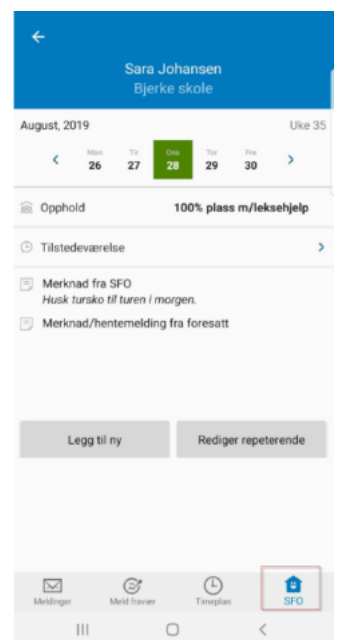 Sara Johansen
Bjerke skole
August, 2019 Uke 35
Man Tir Ons Tor Fre
26 27 28 29 30
Opphold 100% plass m/leksehjelp
Tilstedeværelse
Merknad fra SFO
Husk tursko til turen i morgen.
Merknad/hentemelding fra foresatt
Legg til ny Rediger repeterende
Meldinger Meld fravær Timeplan SFO